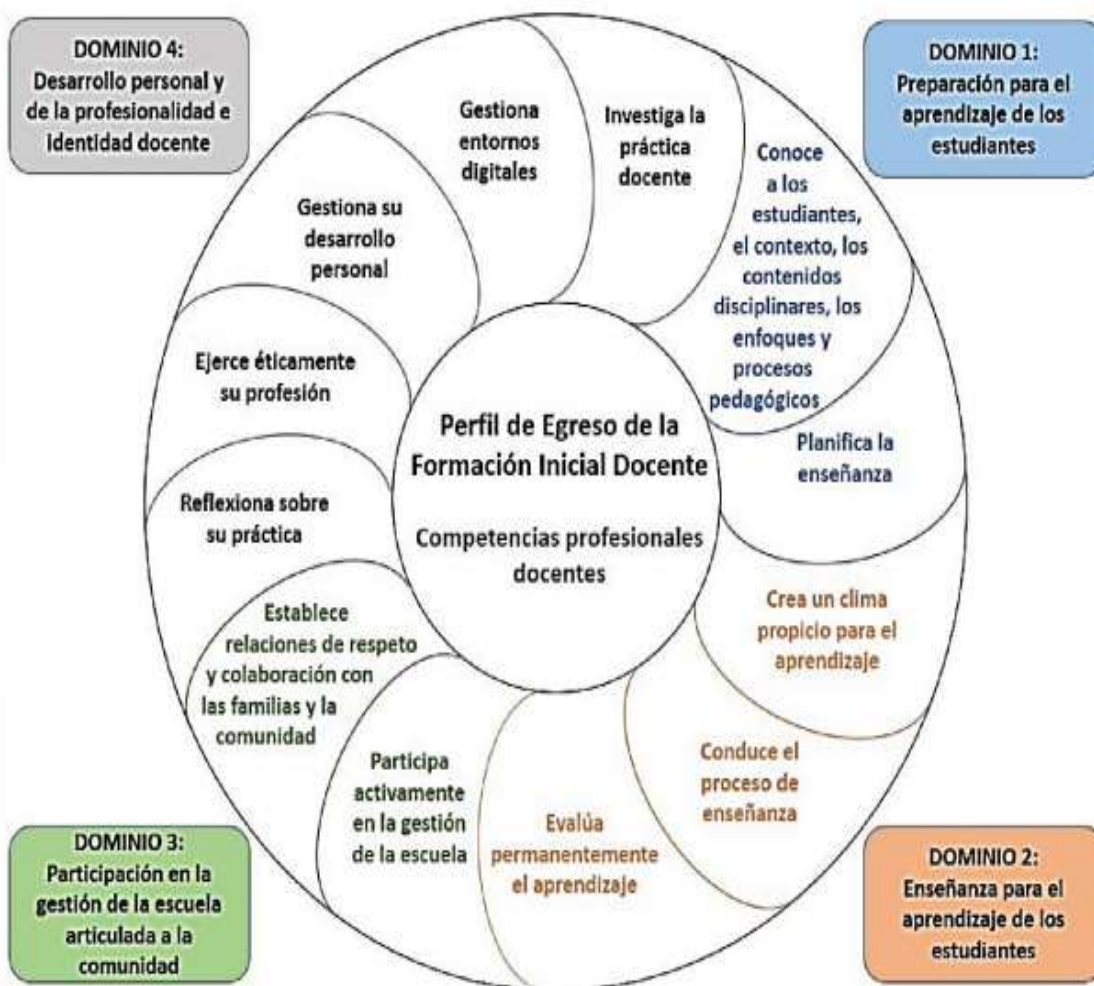 DOMINIO 4:
Desarrollo personal y
de la profesionalidad e
identidad docente
DOMINIO 1:
Preparación para el
aprendizaje de los
estudiantes
Gestiona
entornos
digitales
Investiga la
práctica
docente
Conoce
a los
estudiantes,
el contexto, los
contenidos
disciplinares, los
enfoques y
procesos
pedagógicos
Gestiona su
desarrollo
personal
Ejerce éticamente
su profesión
Perfil de Egreso de la
Formación Inicial Docente
Competencias profesionales
docentes
Planifica la
enseñanza
Reflexiona sobre
su práctica
Crea un clima
propicio para el
aprendizaje
Establece
relaciones de respeto
y colaboración con
las familias y la
comunidad
Conduce el
proceso de
enseñanza
Participa
activamente
en la gestión
de la escuela
Evalúa
permanentemente
el aprendizaje
DOMINIO 3:
Participación en la
gestión de la escuela
articulada a la
comunidad
DOMINIO 2:
Enseñanza para el
aprendizaje de los
estudiantes